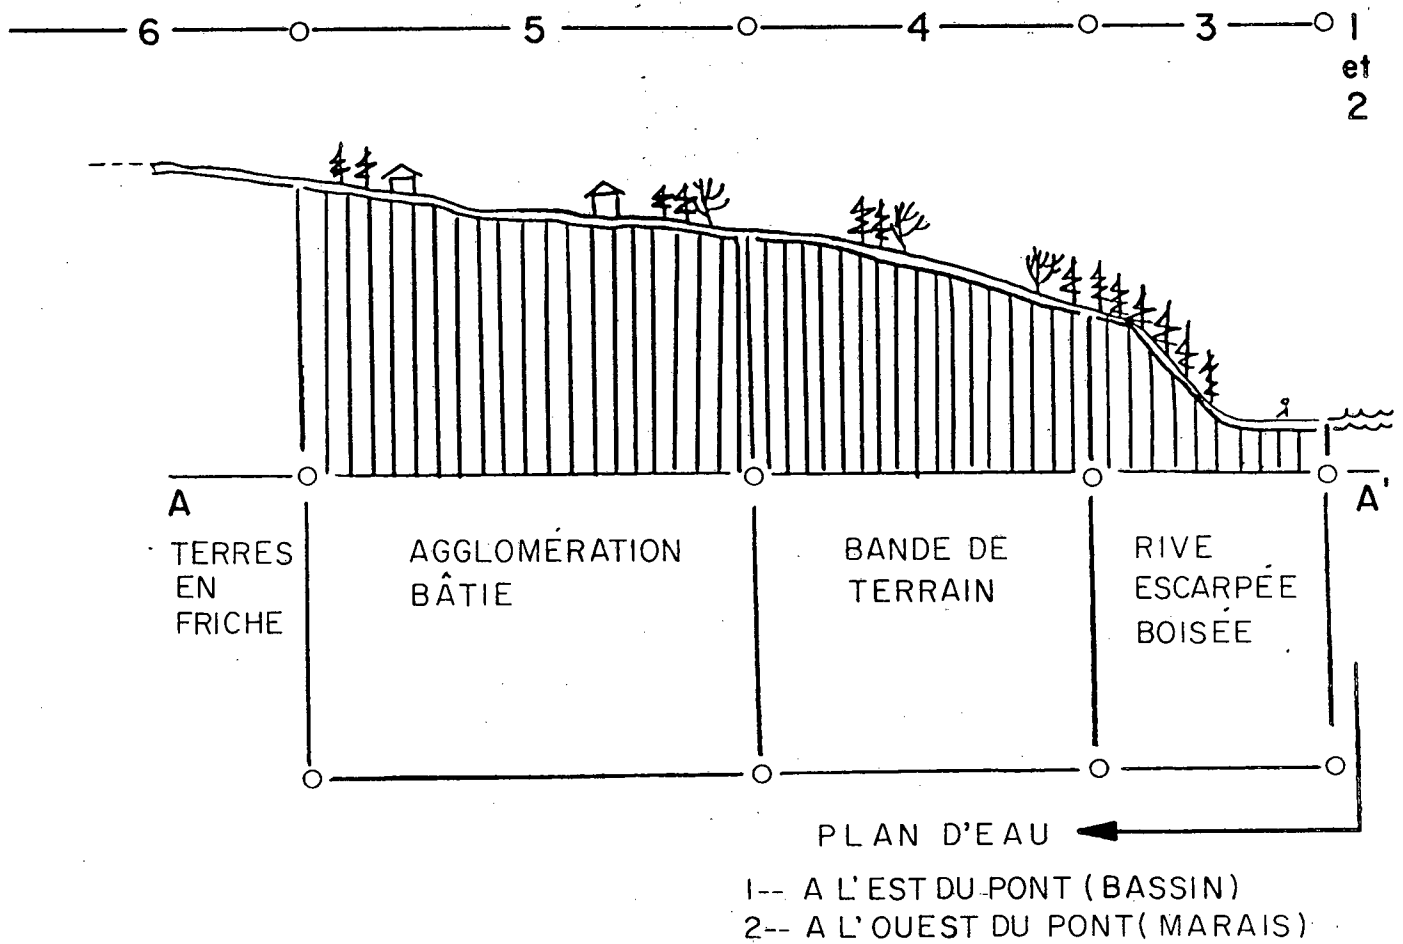 6 5 4 3 1
et
2
A A'
TERRES
EN
FRICHE
AGGLOMÉRATION
BÂTIE
BANDE DE
TERRAIN
RIVE
ESCARPÉE
BOISÉE
PLAN D'EAU
1-- A L'EST DU PONT (BASSIN)
2-- A L'OUEST DU PONT (MARAIS)